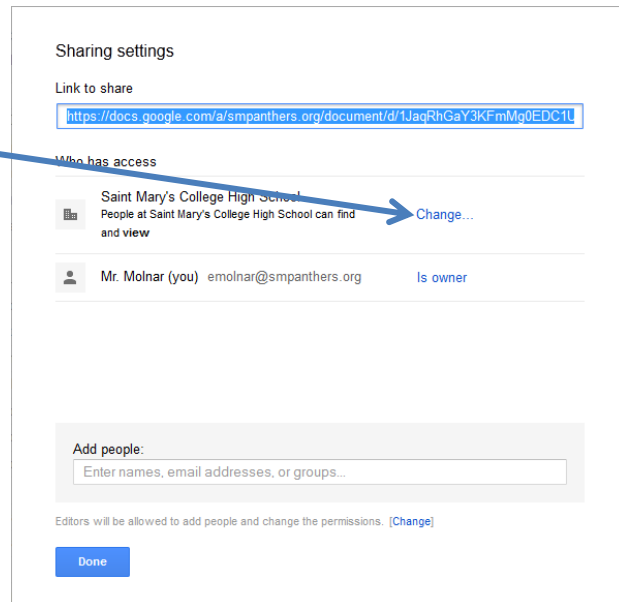 Sharing settings
Link to share
https://docs.google.com/a/smpanthers.org/document/d/1JaqRhGaY3KFmMg0EDC1U
Who has access
Saint Mary's College High School
People at Saint Mary's College High School can find
and view
Change...
Mr. Molnar (you) emolnar@smpanthers.org Is owner
Add people:
Enter names, email addresses, or groups...
Editors will be allowed to add people and change the permissions. [Change]
Done